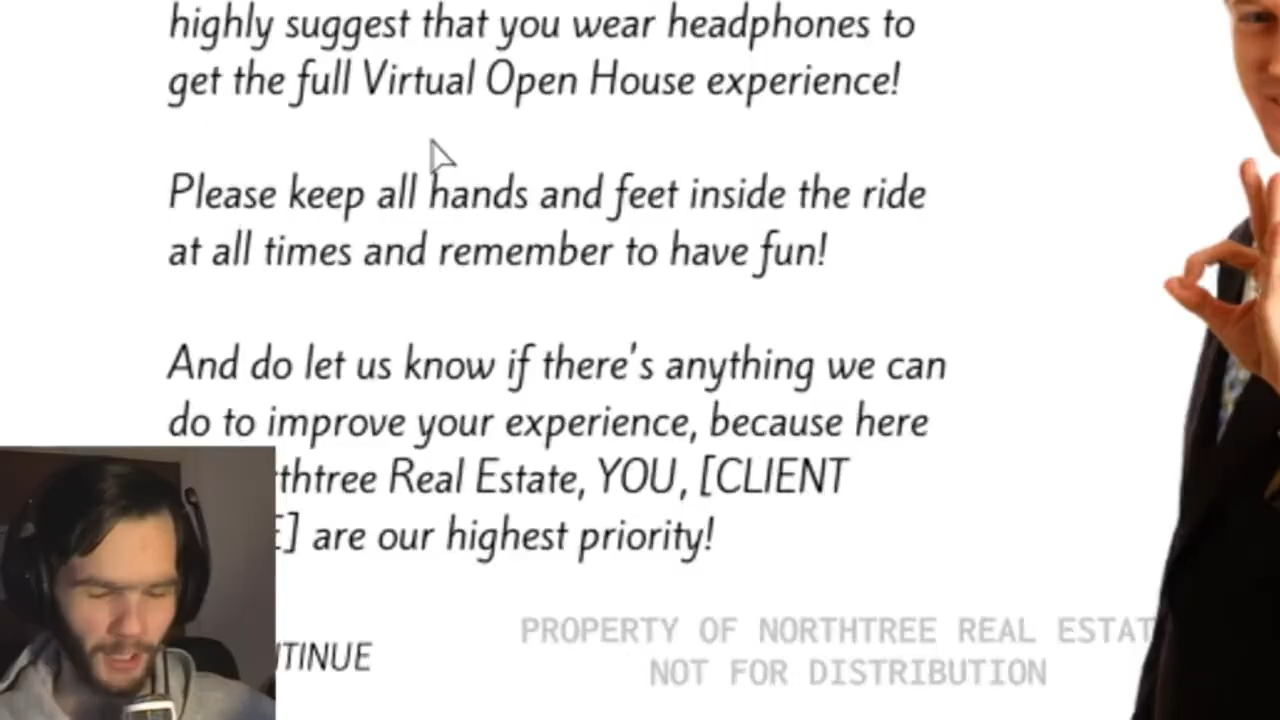 highly suggest that you wear headphones to
get the full Virtual Open House experience!
Please keep all hands and feet inside the ride
at all times and remember to have fun!
And do let us know if there's anything we can
do to improve your experience, because here
thtree Real Estate, YOU, [CLIENT
E] are our highest priority!
TINUE
PROPERTY OF NORTHTREE REAL ESTAT
NOT FOR DISTRIBUTION